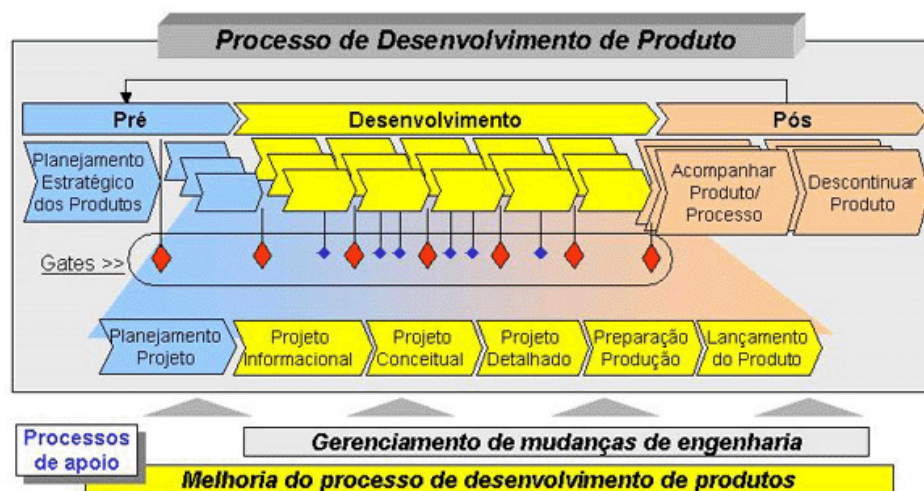 Processo de Desenvolvimento de Produto
Pré
Desenvolvimento
Pós
Planejamento
Estratégico
dos Produtos
Acompanhar
Produto/
Processo
Descontinuar
Produto
Gates >>
Planejamento
Projeto
Projeto
Informacional
Projeto
Conceitual
Projeto
Detalhado
Preparação
Produção
Lançamento
do Produto
Processos
de apoio
Gerenciamento de mudanças de engenharia
Melhoria do processo de desenvolvimento de produtos